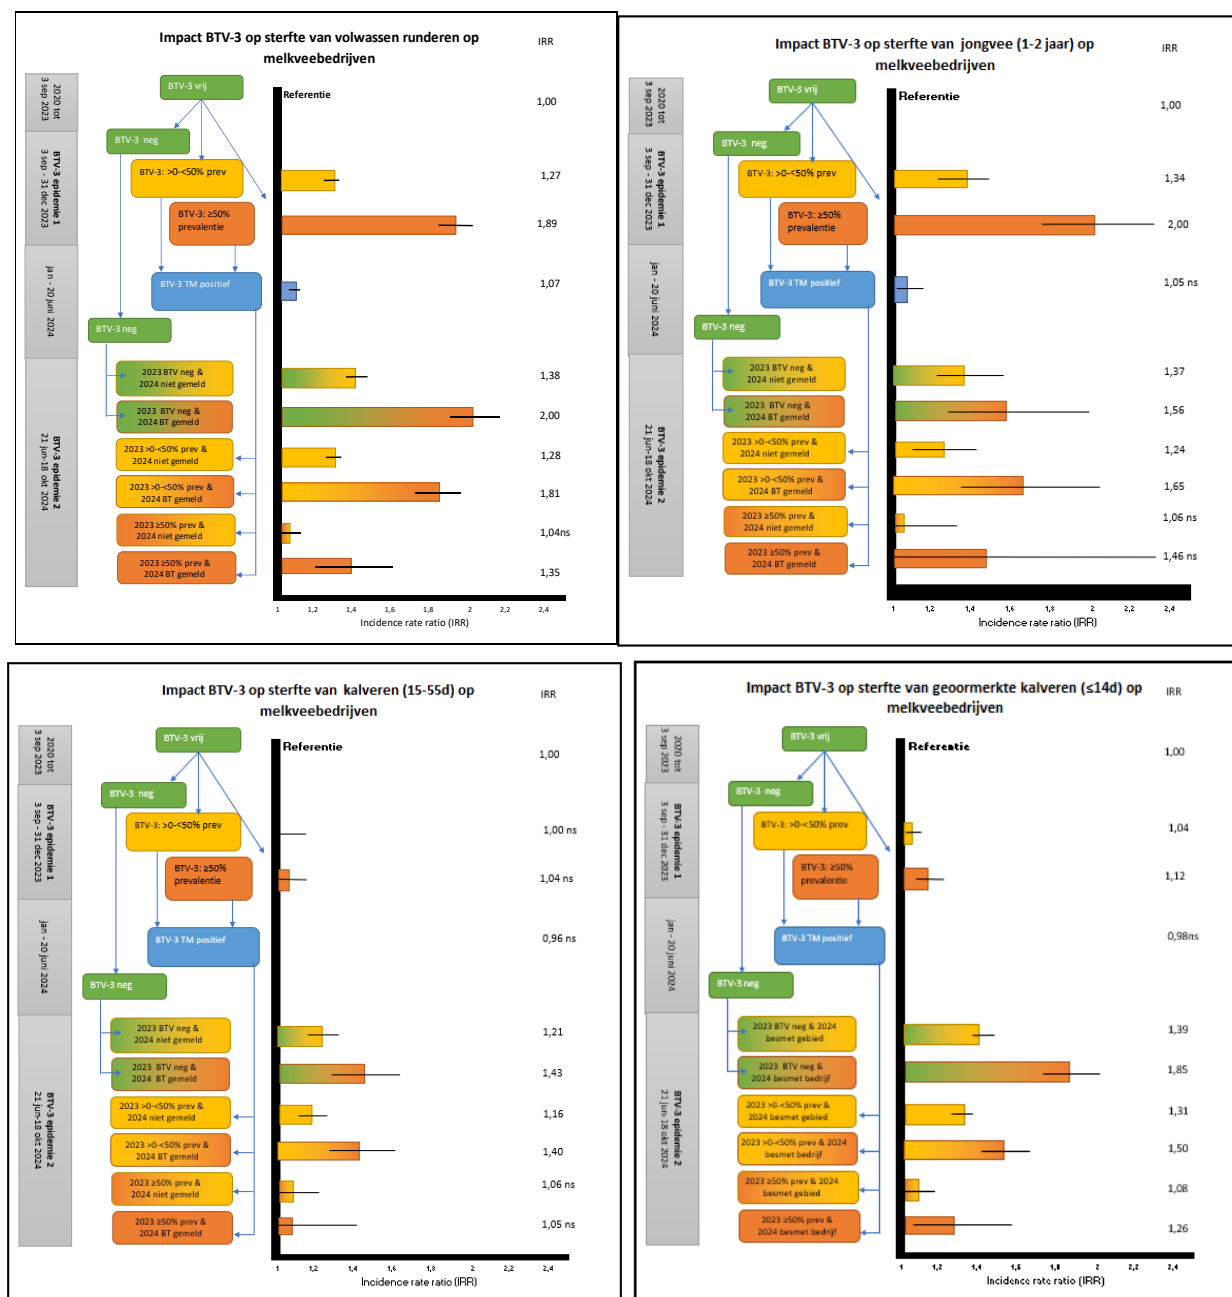 Impact BTV-3 op sterfte van volwassen runderen op
melkveebedrijven
IRR
2020 tot
3 sep 2023
BTV-3 vrij
Referentie
1,00
BTV-3 epidemie 1
3 sep - 31 dec 2023
BTV-3 neg
BTV-3: >0-<50% prev
1,27
BTV-3: ≥50%
prevalentie
1,89
jan - 20 juni 2024
BTV-3 TM positief
1,07
BTV-3 neg
BTV-3 epidemie 2
21 jun-18 okt 2024
2023 BTV neg &
2024 niet gemeld
1,38
2023 BTV neg &
2024 BT gemeld
2,00
2023 >0-<50% prev &
2024 niet gemeld
1,28
2023 >0-<50% prev &
2024 BT gemeld
1,81
2023 ≥50% prev &
2024 niet gemeld
1,04ns
2023 ≥50% prev &
2024 BT gemeld
1,35
1 1,2 1,4 1,6 1,8 2 2,2 2,4
Incidence rate ratio (IRR)
Impact BTV-3 op sterfte van jongvee (1-2 jaar) op
melkveebedrijven
IRR
2020 tot
3 sep 2023
BTV-3 vrij
Referentie
1,00
BTV-3 epidemie 1
3 sep - 31 dec 2023
BTV-3 neg
BTV-3: >0-<50% prev
1,34
BTV-3: ≥50%
prevalentie
2,00
jan - 20 juni 2024
BTV-3 TM positief
1,05 ns
BTV-3 neg
BTV-3 epidemie 2
21 jun-18 okt 2024
2023 BTV neg &
2024 niet gemeld
1,37
2023 BTV neg &
2024 BT gemeld
1,56
2023 >0-<50% prev &
2024 niet gemeld
1,24
2023 >0-<50% prev &
2024 BT gemeld
1,65
2023 ≥50% prev &
2024 niet gemeld
1,06 ns
2023 ≥50% prev &
2024 BT gemeld
1,46 ns
1 1,2 1,4 1,6 1,8 2 2,2 2,4
Incidence rate ratio (IRR)
Impact BTV-3 op sterfte van kalveren (15-55d) op
melkveebedrijven
IRR
2020 tot
3 sep 2023
BTV-3 vrij
Referentie
1,00
BTV-3 epidemie 1
3 sep - 31 dec 2023
BTV-3 neg
BTV-3: >0-<50% prev
1,00 ns
BTV-3: ≥50%
prevalentie
1,04 ns
jan - 20 juni 2024
BTV-3 TM positief
0,96 ns
BTV-3 neg
BTV-3 epidemie 2
21 jun-18 okt 2024
2023 BTV neg &
2024 niet gemeld
1,21
2023 BTV neg &
2024 BT gemeld
1,43
2023 >0-<50% prev &
2024 niet gemeld
1,16
2023 >0-<50% prev &
2024 BT gemeld
1,40
2023 ≥50% prev &
2024 niet gemeld
1,06 ns
2023 ≥50% prev &
2024 BT gemeld
1,05 ns
1 1,2 1,4 1,6 1,8 2 2,2 2,4
Incidence rate ratio (IRR)
Impact BTV-3 op sterfte van geoormerkte kalveren (≤14d) op
melkveebedrijven
IRR
2020 tot
3 sep 2023
BTV-3 vrij
Referentie
1,00
BTV-3 epidemie 1
3 sep - 31 dec 2023
BTV-3 neg
BTV-3: >0-<50% prev
1,04
BTV-3: ≥50%
prevalentie
1,12
jan - 20 juni 2024
BTV-3 TM positief
0,98ns
BTV-3 neg
BTV-3 epidemie 2
21 jun-18 okt 2024
2023 BTV neg & 2024
besmet gebied
1,39
2023 BTV neg &
2024 besmet bedrijf
1,85
2023 >0-<50% prev &
2024 besmet gebied
1,31
2023 >0-<50% prev & 2024
besmet bedrijf
1,50
2023 ≥50% prev &
2024 besmet gebied
1,08
2023 ≥50% prev &
2024 besmet bedrijf
1,26
1 1,2 1,4 1,6 1,8 2 2,2 2,4
Incidence rate ratio (IRR)